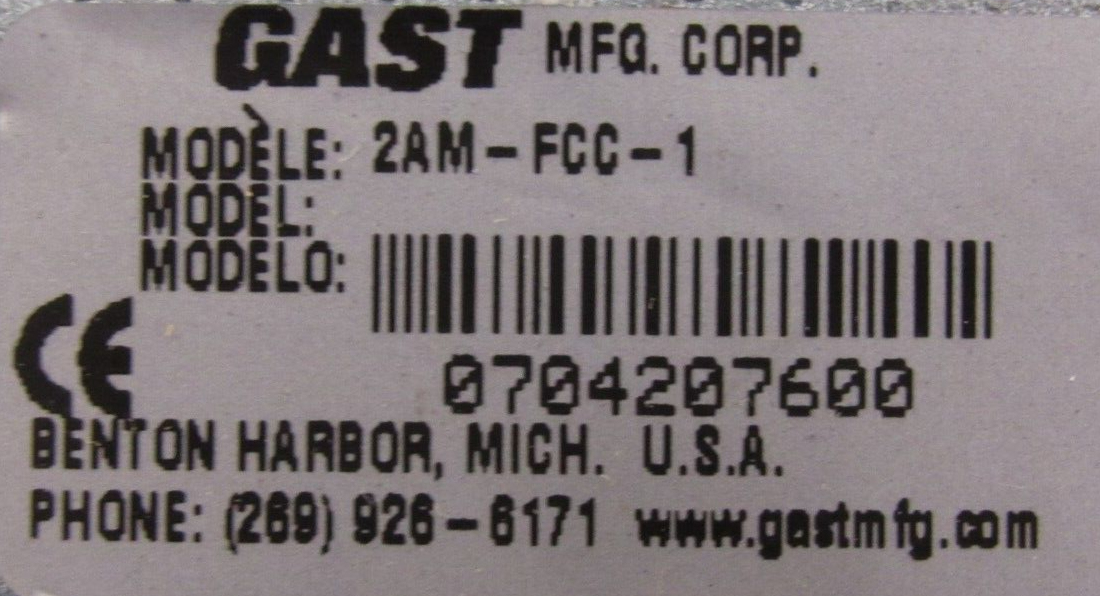 GAST MFG. CORP.
MODÈLE: 2AM-FCC-1
MODEL:
MODELO:
CE
0704207600
BENTON HARBOR, MICH. U.S.A.
PHONE: (269) 926-6171 www.gastmfg.com